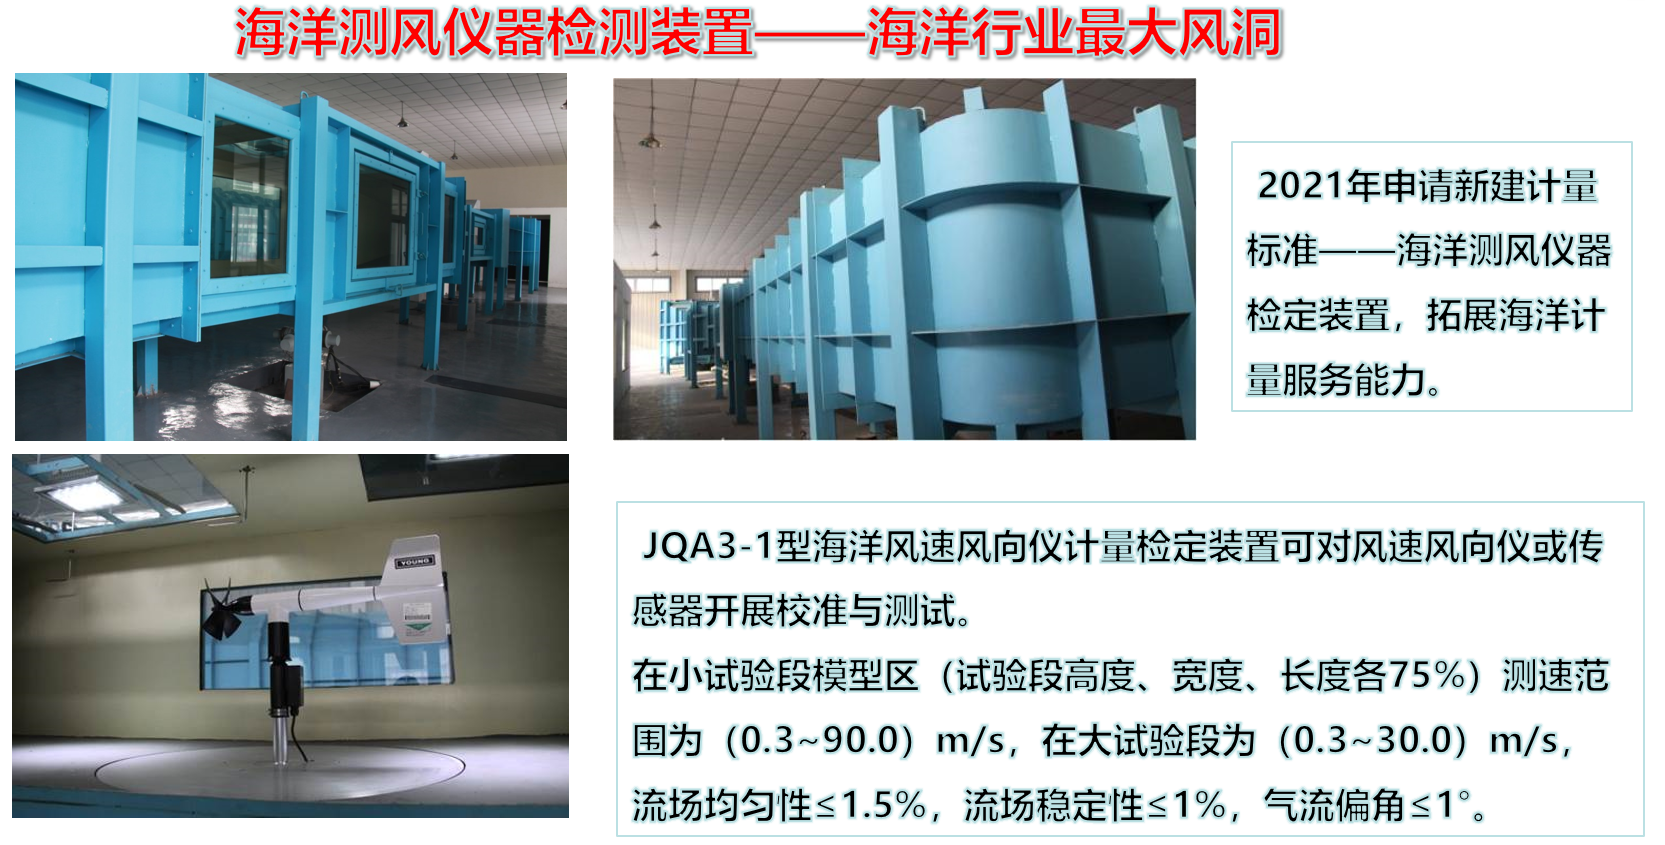 海洋测风仪器检测装置——海洋行业最大风洞
2021年申请新建计量
标准——海洋测风仪器
检定装置，拓展海洋计
量服务能力。
YOUNG
JQA3-1型海洋风速风向仪计量检定装置可对风速风向仪或传
感器开展校准与测试。
在小试验段模型区（试验段高度、宽度、长度各75%）测速范
围为（0.3~90.0）m/s，在大试验段为（0.3~30.0）m/s，
流场均匀性≤1.5%，流场稳定性≤1%，气流偏角≤1°。